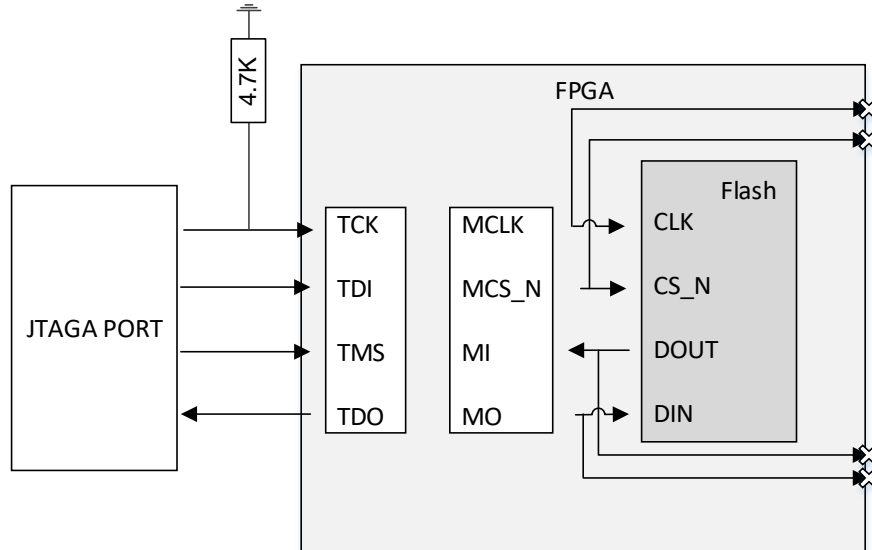 4.7K
FPGA
Flash
TCK
MCLK
CLK
TDI
MCS_N
CS_N
JTAGA PORT
TMS
MI
DOUT
TDO
MO
DIN